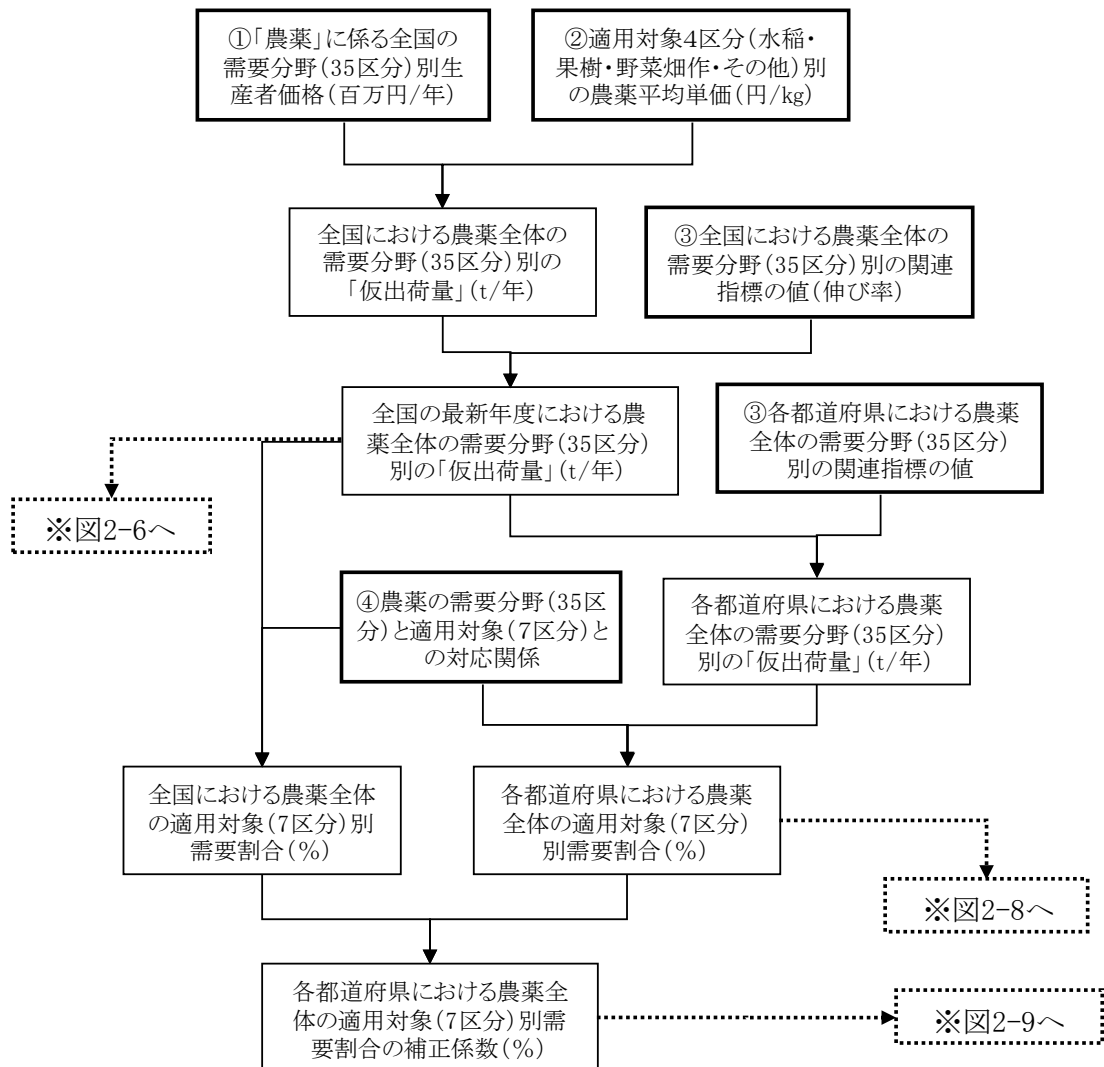 ①「農薬」に係る全国の
需要分野(35区分)別生
産者価格(百万円/年)
②適用対象4区分(水稲・
果樹・野菜畑作・その他)別
の農薬平均単価(円/kg)
全国における農薬全体の
需要分野(35区分)別の
「仮出荷量」(t/年)
③全国における農薬全体の
需要分野(35区分)別の関連
指標の値(伸び率)
全国の最新年度における農
薬全体の需要分野(35区分)
別の「仮出荷量」(t/年)
③各都道府県における農薬
全体の需要分野(35区分)
別の関連指標の値
※図2-6へ
④農薬の需要分野(35区
分)と適用対象(7区分)と
の対応関係
各都道府県における農薬
全体の需要分野(35区分)
別の「仮出荷量」(t/年)
全国における農薬全体
の適用対象(7区分)別
需要割合(%)
各都道府県における農薬
全体の適用対象(7区分)
別需要割合(%)
※図2-8へ
各都道府県における農薬全
体の適用対象(7区分)別需
要割合の補正係数(%)
※図2-9へ